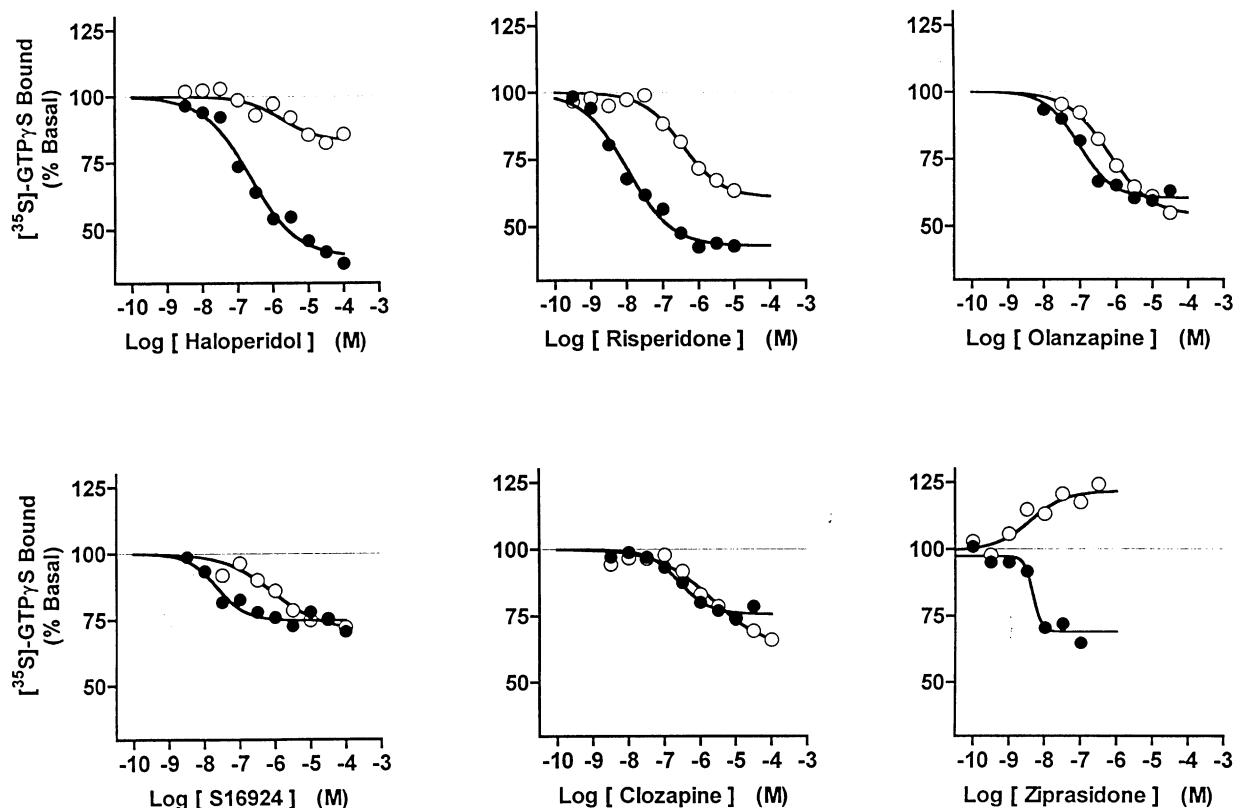 [³⁵S]-GTPγS Bound
(% Basal)
125
100
75
50
-10 -9 -8 -7 -6 -5 -4 -3
Log [ Haloperidol ] (M)
125
100
75
50
-10 -9 -8 -7 -6 -5 -4 -3
Log [ Risperidone ] (M)
125
100
75
50
-10 -9 -8 -7 -6 -5 -4 -3
Log [ Olanzapine ] (M)
[³⁵S]-GTPγS Bound
(% Basal)
125
100
75
50
-10 -9 -8 -7 -6 -5 -4 -3
Log [ S16924 ] (M)
125
100
75
50
-10 -9 -8 -7 -6 -5 -4 -3
Log [ Clozapine ] (M)
125
100
75
50
-10 -9 -8 -7 -6 -5 -4 -3
Log [ Ziprasidone ] (M)